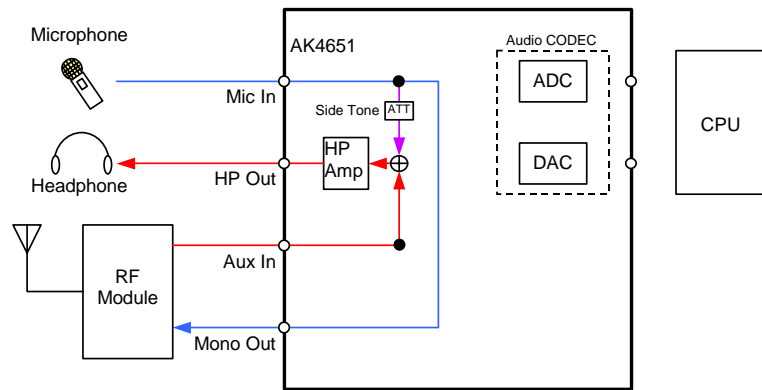 Microphone
AK4651
Audio CODEC
ADC
Mic In
Side Tone
ATT
CPU
HP
Amp
DAC
Headphone
HP Out
RF
Module
Aux In
Mono Out